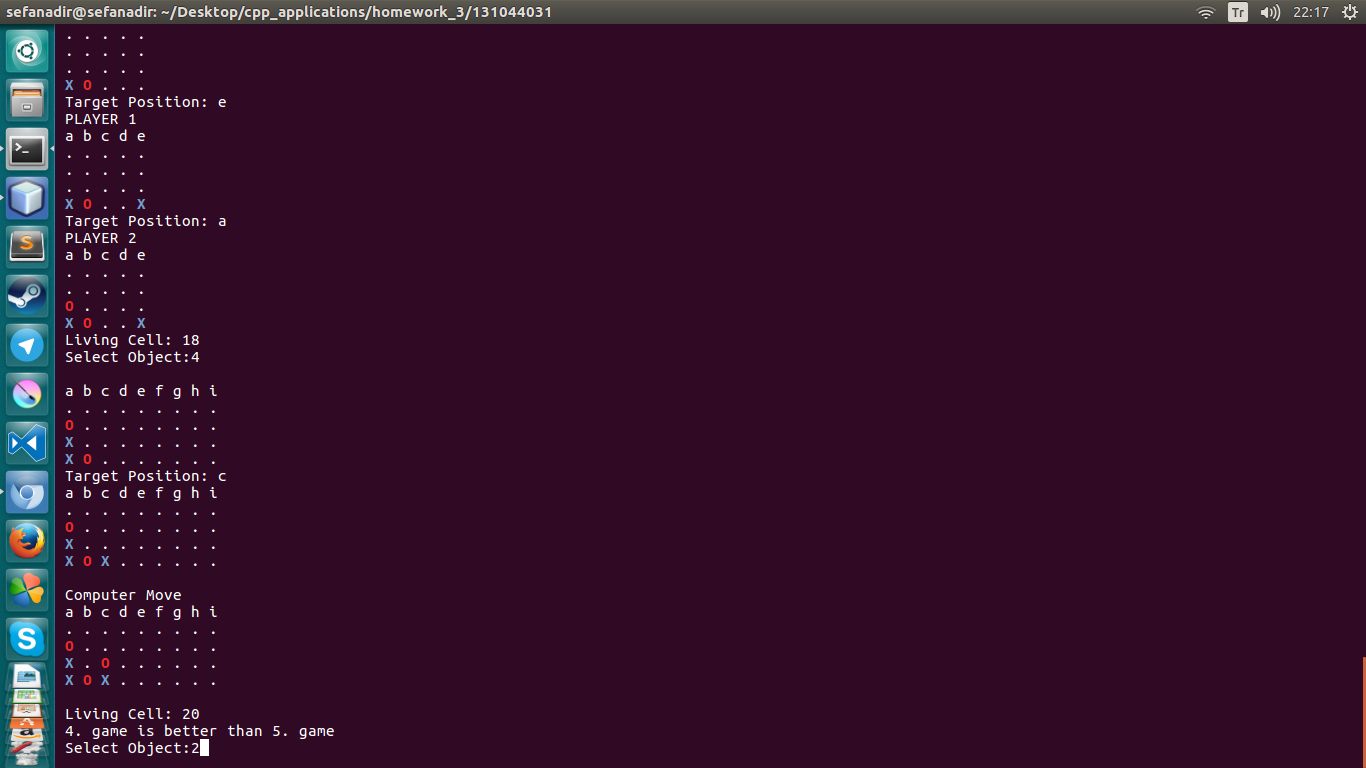 sefanadir@sefanadir: ~/Desktop/cpp_applications/homework_3/131044031
Tr
22:17
. . . . .
. . . . .
. . . . .
X O . . .
Target Position: e
PLAYER 1
a b c d e
. . . . .
. . . . .
. . . . .
X O . . X
Target Position: a
PLAYER 2
a b c d e
. . . . .
. . . . .
O . . . .
X O . . X
Living Cell: 18
Select Object:4
a b c d e f g h i
. . . . . . . . .
O . . . . . . . .
X . . . . . . . .
X O . . . . . . .
Target Position: c
a b c d e f g h i
. . . . . . . . .
O . . . . . . . .
X . . . . . . . .
X O X . . . . . .
Computer Move
a b c d e f g h i
. . . . . . . . .
O . . . . . . . .
X . O . . . . . .
X O X . . . . . .
Living Cell: 20
4. game is better than 5. game
Select Object:2